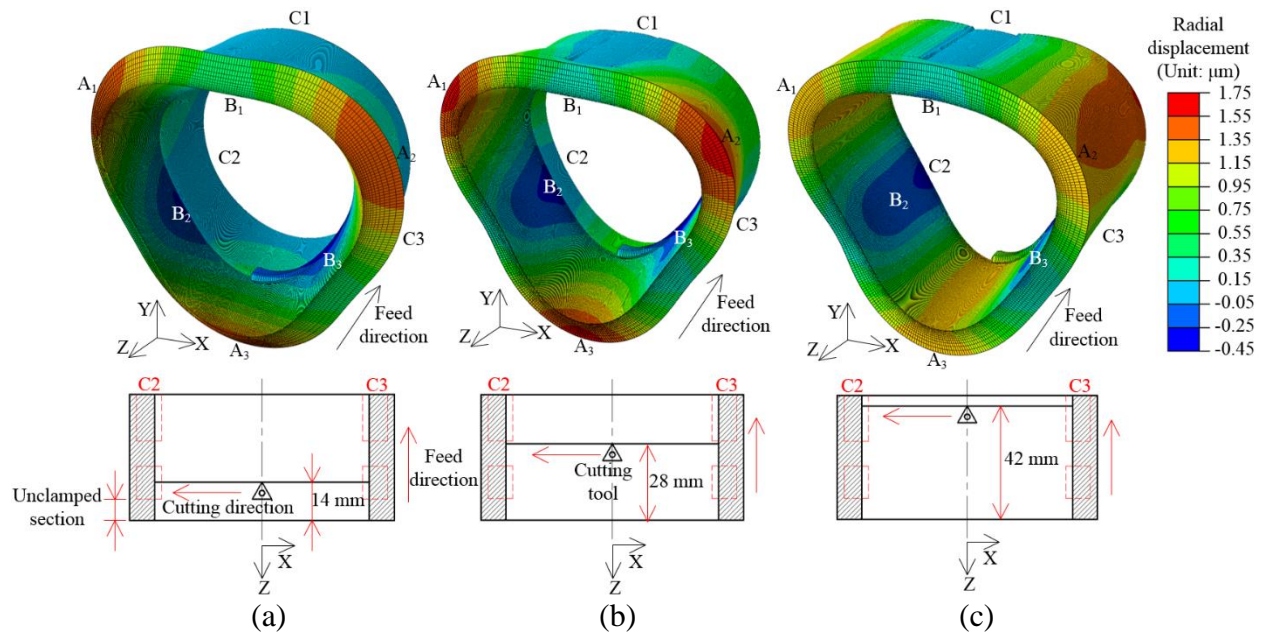 C1
A1
B1
A2
C2
B2
C3
B3
Y
X
Z
A3
Feed
direction
C1
A1
B1
A2
C2
B2
C3
B3
Y
X
Z
A3
Feed
direction
C1
A1
B1
A2
C2
B2
C3
B3
Y
X
Z
A3
Feed
direction
Radial
displacement
(Unit: μm)
1.75
1.55
1.35
1.15
0.95
0.75
0.55
0.35
0.15
-0.05
-0.25
-0.45
C2
C3
Unclamped
section
Cutting direction
14 mm
Feed
direction
X
Z
C2
C3
Cutting
tool
28 mm
X
Z
C2
C3
42 mm
X
Z
(a)
(b)
(c)